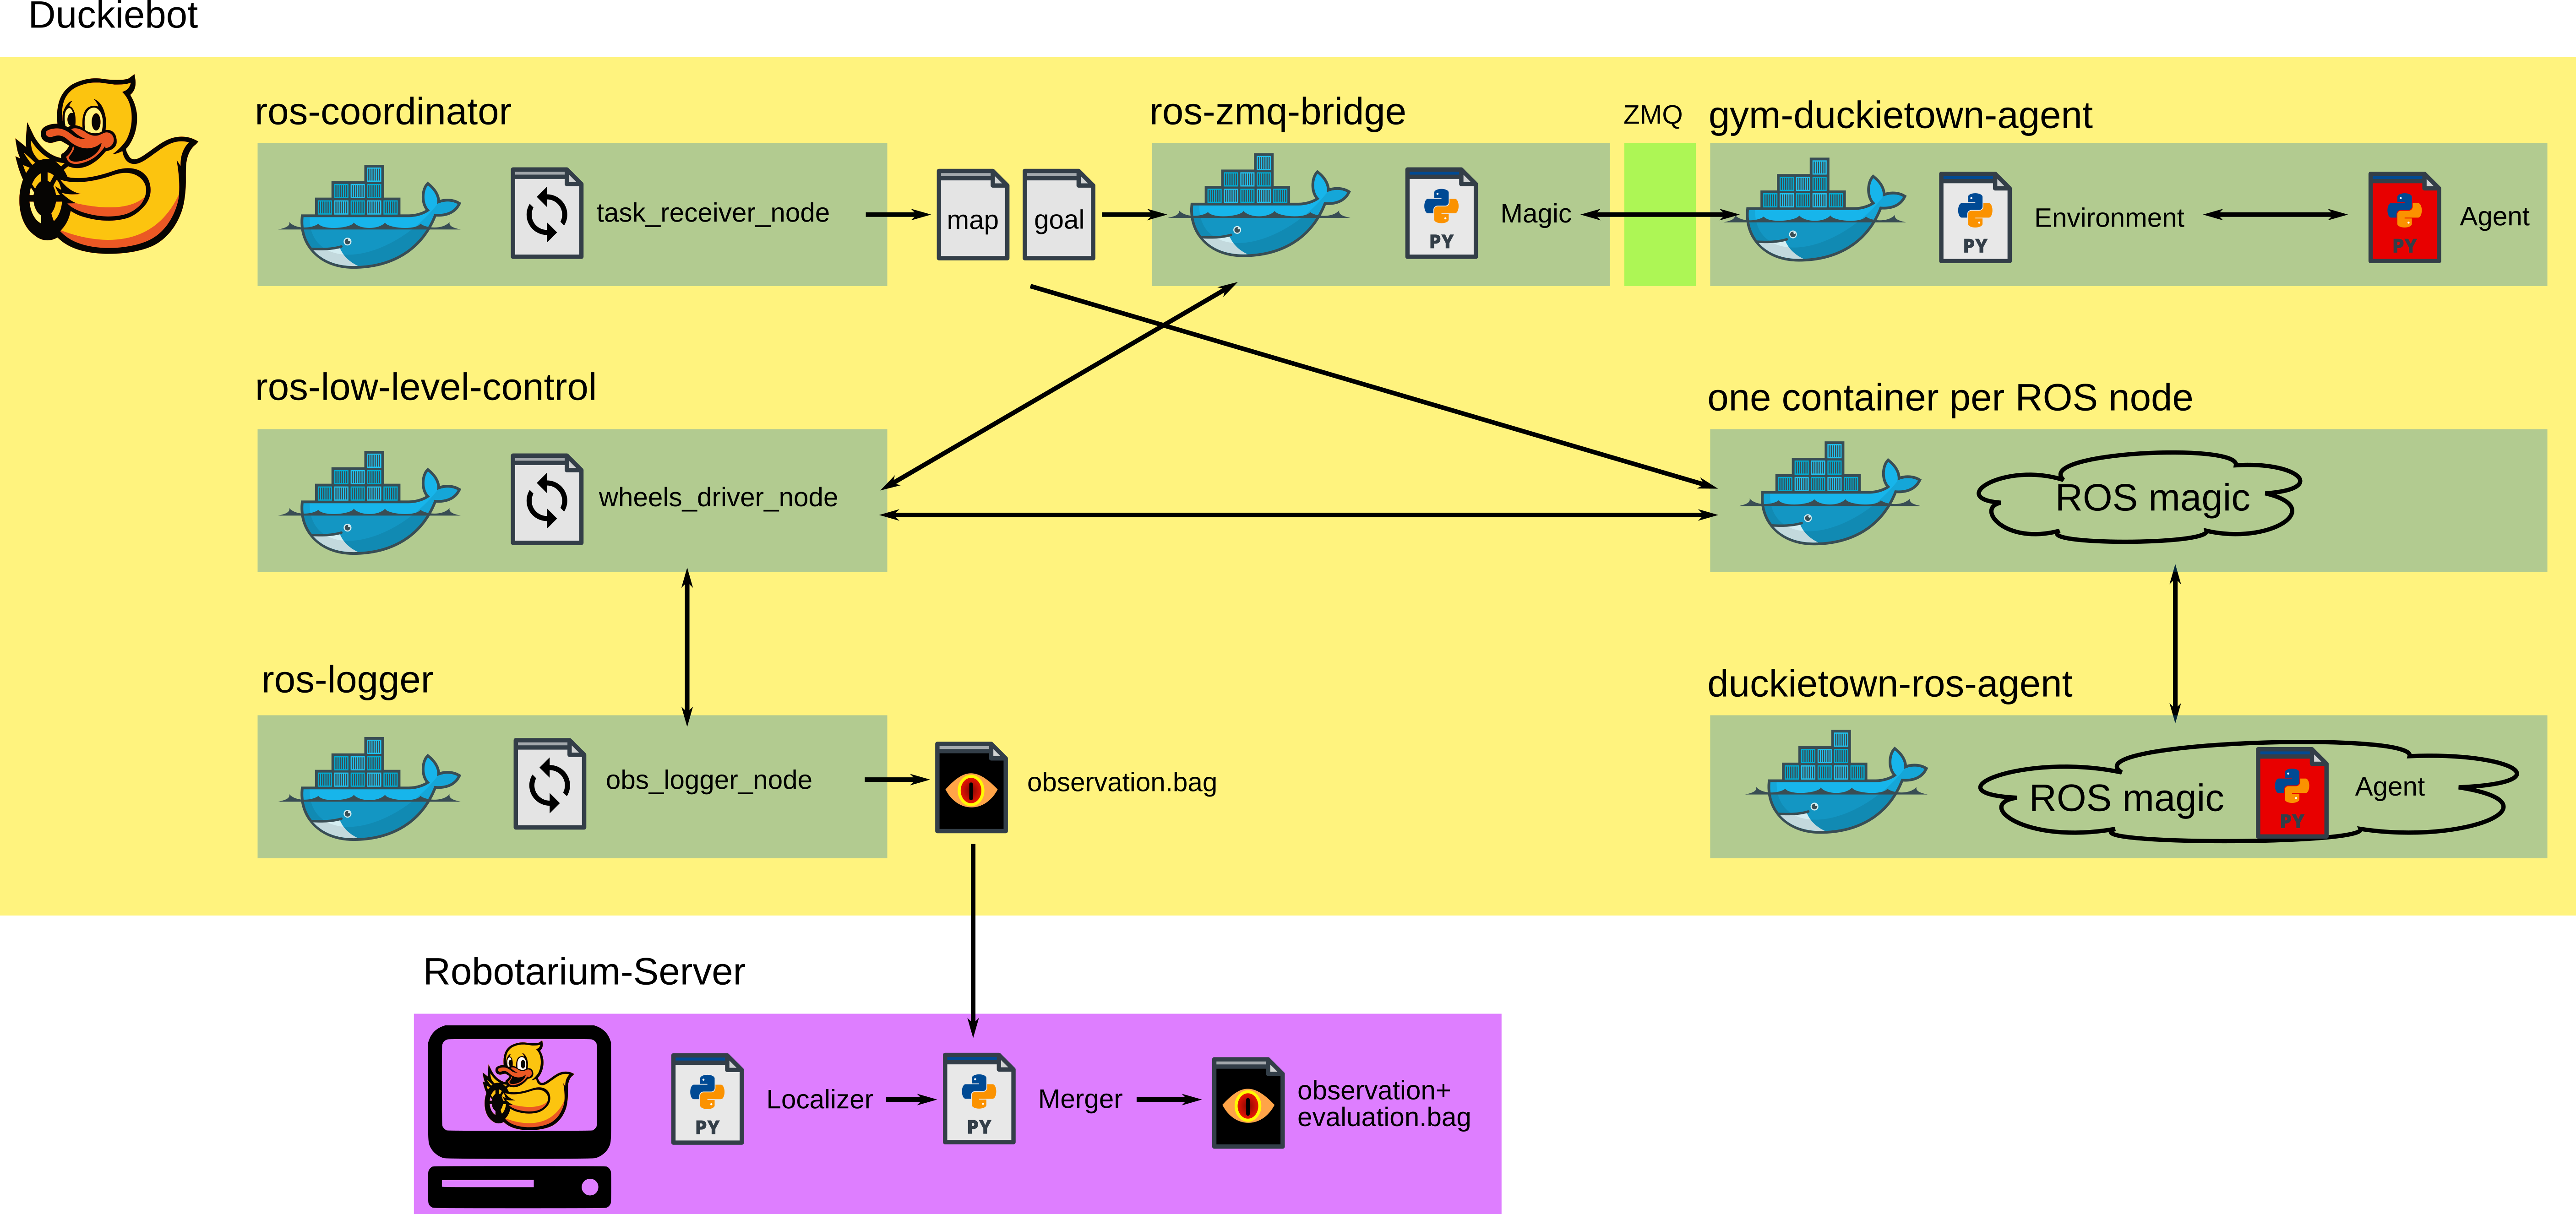 Duckiebot
ros-coordinator
ros-zmq-bridge
ZMQ
gym-duckietown-agent
task_receiver_node
map
goal
PY
Magic
PY
Environment
PY
Agent
ros-low-level-control
one container per ROS node
wheels_driver_node
ROS magic
ros-logger
duckietown-ros-agent
obs_logger_node
observation.bag
ROS magic
PY
Agent
Robotarium-Server
PY
Localizer
PY
Merger
observation+
evaluation.bag